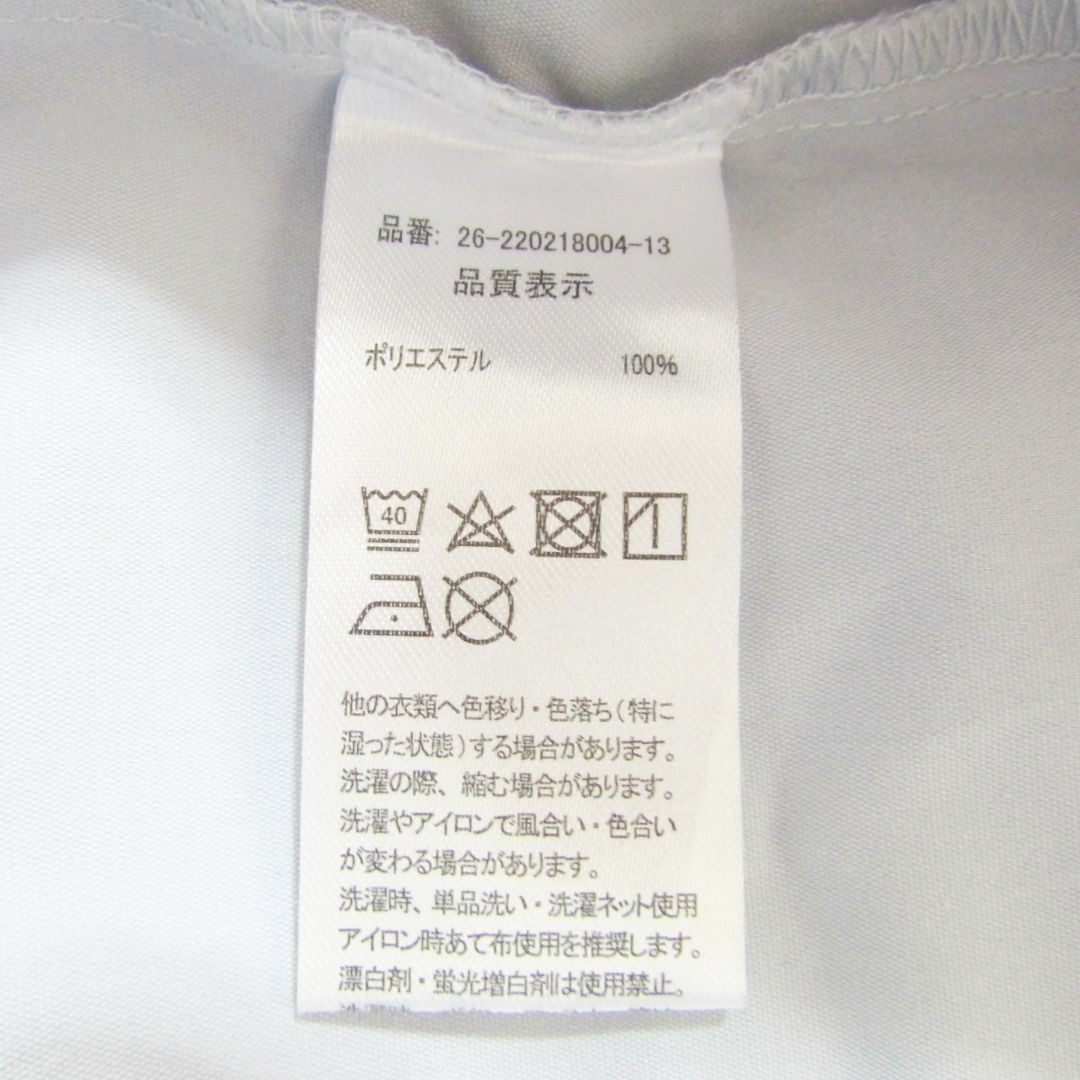 品番: 26-220218004-13
品質表示
ポリエステル 100%
40
他の衣類へ色移り・色落ち(特に
湿った状態)する場合があります。
洗濯の際、縮む場合があります。
洗濯やアイロンで風合い・色合い
が変わる場合があります。
洗濯時、単品洗い・洗濯ネット使用
アイロン時あて布使用を推奨します。
漂白剤・蛍光増白剤は使用禁止。